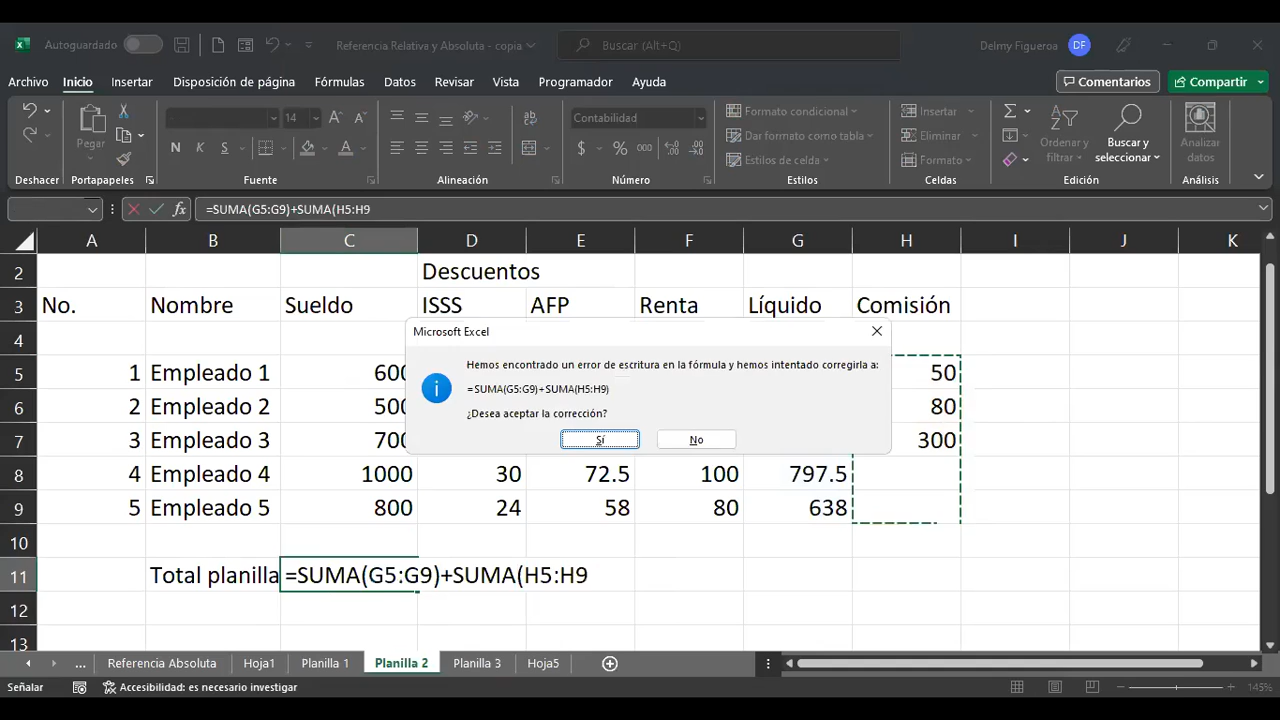 Autoguardado
Referencia Relativa y Absoluta - copia
Buscar (Alt+Q)
Delmy Figueroa
DF
Archivo
Inicio
Insertar
Disposición de página
Fórmulas
Datos
Revisar
Vista
Programador
Ayuda
Comentarios
Compartir
Pegar
14
N K S
Contabilidad
$ % 000
Formato condicional
Dar formato como tabla
Estilos de celda
Insertar
Eliminar
Formato
Ordenar y filtrar
Buscar y seleccionar
Analizar datos
Deshacer
Portapapeles
Fuente
Alineación
Número
Estilos
Celdas
Edición
Análisis
fx =SUMA(G5:G9)+SUMA(H5:H9
A B C D E F G H I J K
2 Descuentos
3 No. Nombre Sueldo ISSS AFP Renta Líquido Comisión
4
5 1 Empleado 1 600 50
6 2 Empleado 2 500 80
7 3 Empleado 3 700 300
8 4 Empleado 4 1000 30 72.5 100 797.5
9 5 Empleado 5 800 24 58 80 638
10
11 Total planilla =SUMA(G5:G9)+SUMA(H5:H9
12
13
Microsoft Excel
Hemos encontrado un error de escritura en la fórmula y hemos intentado corregirla a:
=SUMA(G5:G9)+SUMA(H5:H9)
¿Desea aceptar la corrección?
Sí
No
... Referencia Absoluta Hoja1 Planilla 1 Planilla 2 Planilla 3 Hoja5
Señalar
Accesibilidad: es necesario investigar
145%